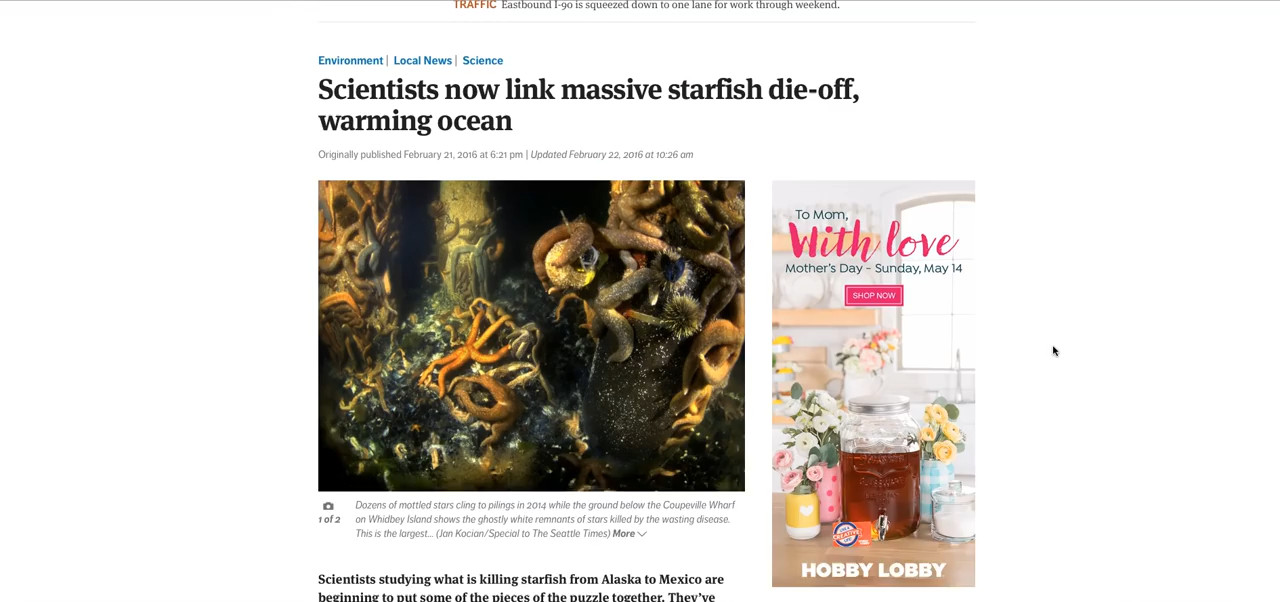 TRAFFIC Eastbound I-90 is squeezed down to one lane for work through weekend.
Environment | Local News | Science
Scientists now link massive starfish die-off,
warming ocean
Originally published February 21, 2016 at 6:21 pm | Updated February 22, 2016 at 10:26 am
To Mom,
With love
Mother's Day - Sunday, May 14
SHOP NOW
HOBBY LOBBY
1 of 2
Dozens of mottled stars cling to pilings in 2014 while the ground below the Coupeville Wharf
on Whidbey Island shows the ghostly white remnants of stars killed by the wasting disease.
This is the largest... (Jan Kocian/Special to The Seattle Times) More
Scientists studying what is killing starfish from Alaska to Mexico are
beginning to put some of the pieces of the puzzle together. They've